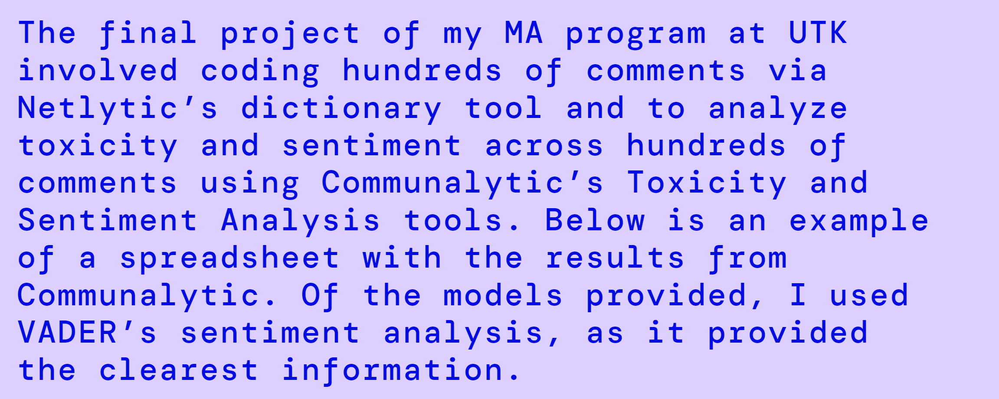 The final project of my MA program at UTK
involved coding hundreds of comments via
Netlytic’s dictionary tool and to analyze
toxicity and sentiment across hundreds of
comments using Communalytic’s Toxicity and
Sentiment Analysis tools. Below is an example
of a spreadsheet with the results from
Communalytic. Of the models provided, I used
VADER’s sentiment analysis, as it provided
the clearest information.